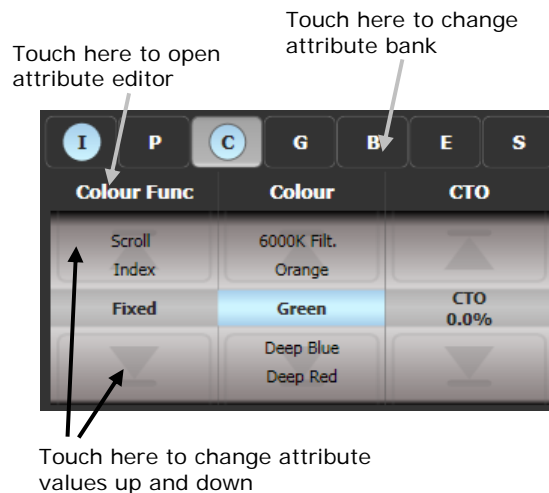 Touch here to change
attribute bank
Touch here to open
attribute editor
I P C G B E S
Colour Func Colour CTO
Scroll 6000K Filt.
Index Orange
Fixed Green CTO
0.0%
Deep Blue
Deep Red
Touch here to change attribute
values up and down